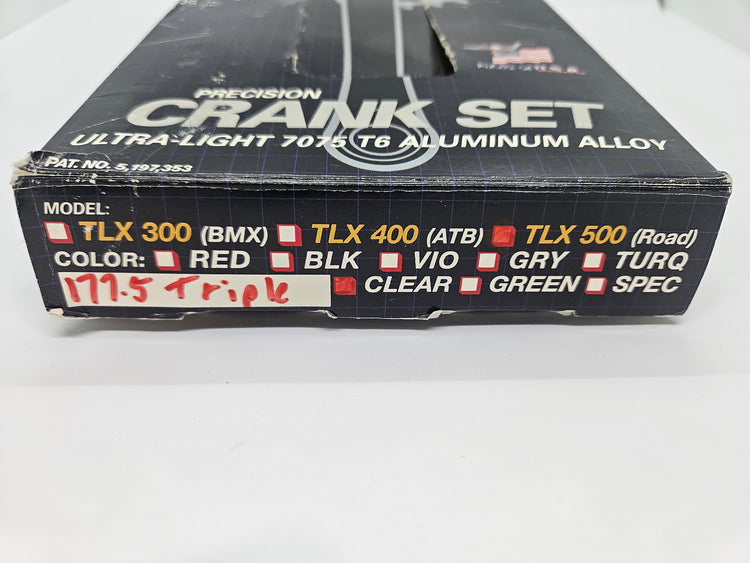 PRECISION
CRANK SET
ULTRA-LIGHT 7075 T6 ALUMINUM ALLOY
PAT. NO. 5,197,353
MODEL:
TLX 300 (BMX) TLX 400 (ATB) TLX 500 (Road)
COLOR: RED BLK VIO GRY TURQ
177.5 Triple CLEAR GREEN SPEC